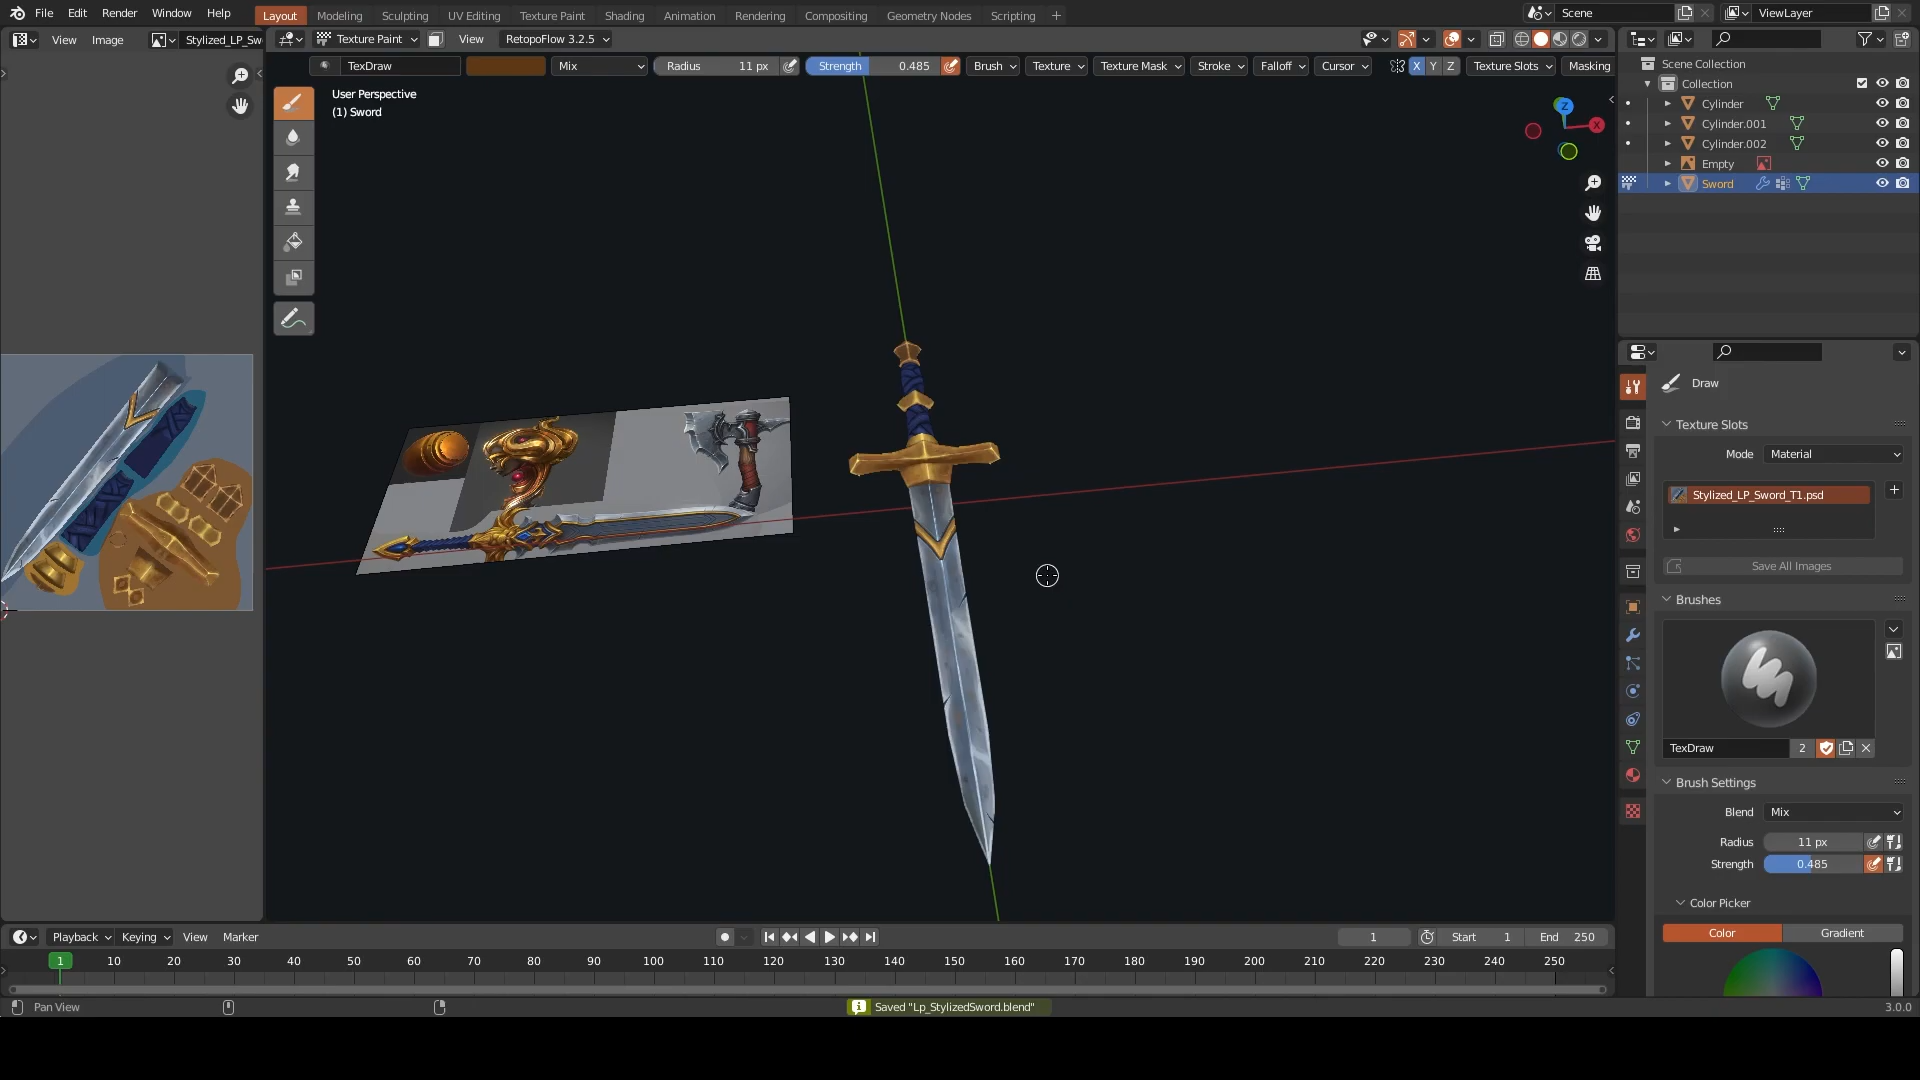 File Edit Render Window Help
Layout Modeling Sculpting UV Editing Texture Paint Shading Animation Rendering Compositing Geometry Nodes Scripting +
Scene
ViewLayer
View Image Stylized_LP_Sw
Texture Paint View RetopoFlow 3.2.5
TexDraw Mix Radius 11 px Strength 0.485 Brush Texture Texture Mask Stroke Falloff Cursor X Y Z Texture Slots Masking
User Perspective
(1) Sword
Z
X
Scene Collection
Collection
Cylinder
Cylinder.001
Cylinder.002
Empty
Sword
Draw
Texture Slots
Mode Material
Stylized_LP_Sword_T1.psd
Save All Images
Brushes
TexDraw 2
Brush Settings
Blend Mix
Radius 11 px
Strength 0.485
Color Picker
Color Gradient
Playback Keying View Marker
1 Start 1 End 250
1 10 20 30 40 50 60 70 80 90 100 110 120 130 140 150 160 170 180 190 200 210 220 230 240 250
Pan View
Saved "Lp_StylizedSword.blend"
3.0.0